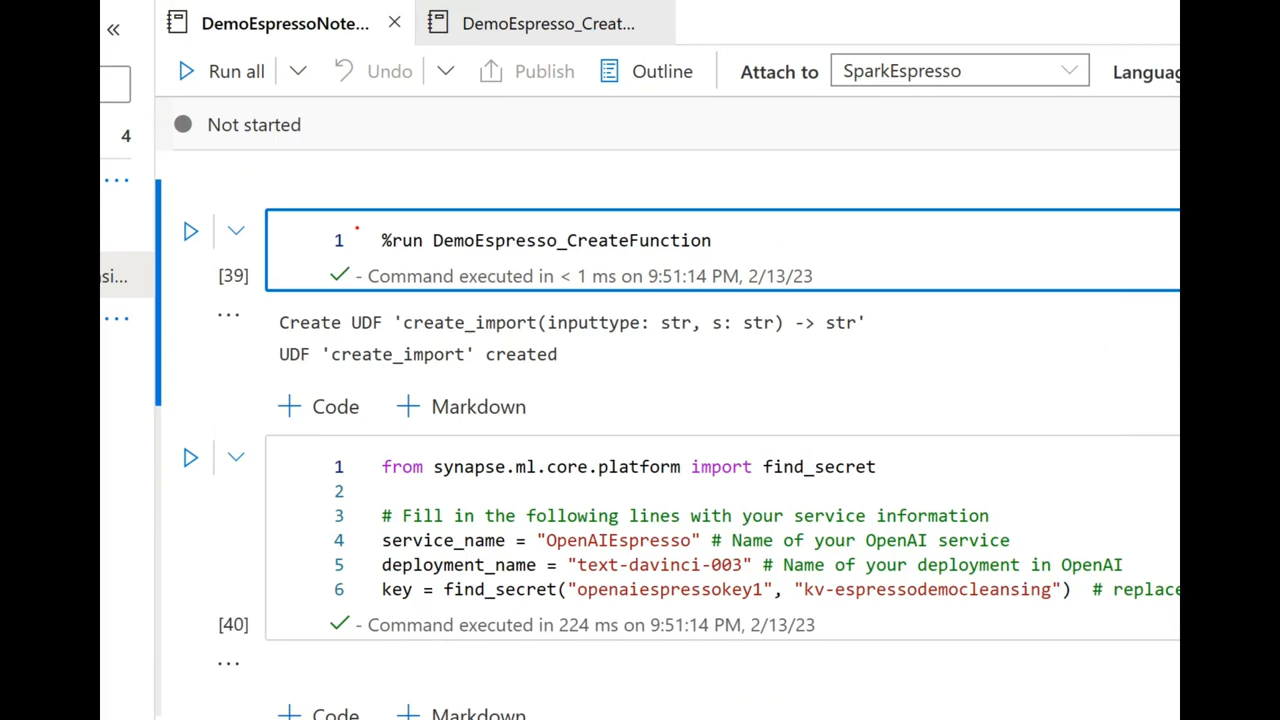 DemoEspressoNote...
DemoEspresso_Creat...
Run all
Undo
Publish
Outline
Attach to
SparkEspresso
Languag
4
Not started
...
1 %run DemoEspresso_CreateFunction
[39]
- Command executed in < 1 ms on 9:51:14 PM, 2/13/23
si...
...
...
Create UDF 'create_import(inputtype: str, s: str) -> str'
UDF 'create_import' created
+ Code
+ Markdown
1 from synapse.ml.core.platform import find_secret
2
3 # Fill in the following lines with your service information
4 service_name = "OpenAIEspresso" # Name of your OpenAI service
5 deployment_name = "text-davinci-003" # Name of your deployment in OpenAI
6 key = find_secret("openaiespressokey1", "kv-espressodemocleansing") # replace
[40]
- Command executed in 224 ms on 9:51:14 PM, 2/13/23
...
+ Code
+ Markdown